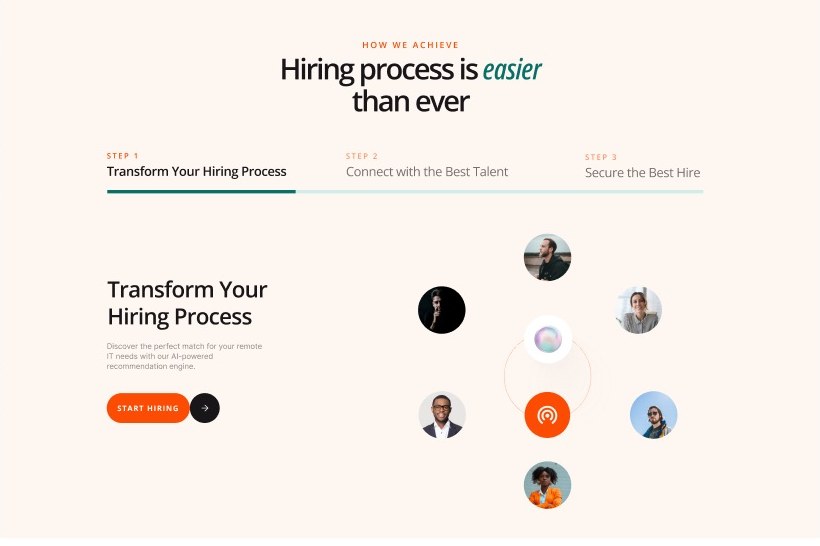 HOW WE ACHIEVE
Hiring process is easier
than ever
STEP 1
Transform Your Hiring Process
STEP 2
Connect with the Best Talent
STEP 3
Secure the Best Hire
Transform Your
Hiring Process
Discover the perfect match for your remote
IT needs with our AI-powered
recommendation engine.
START HIRING